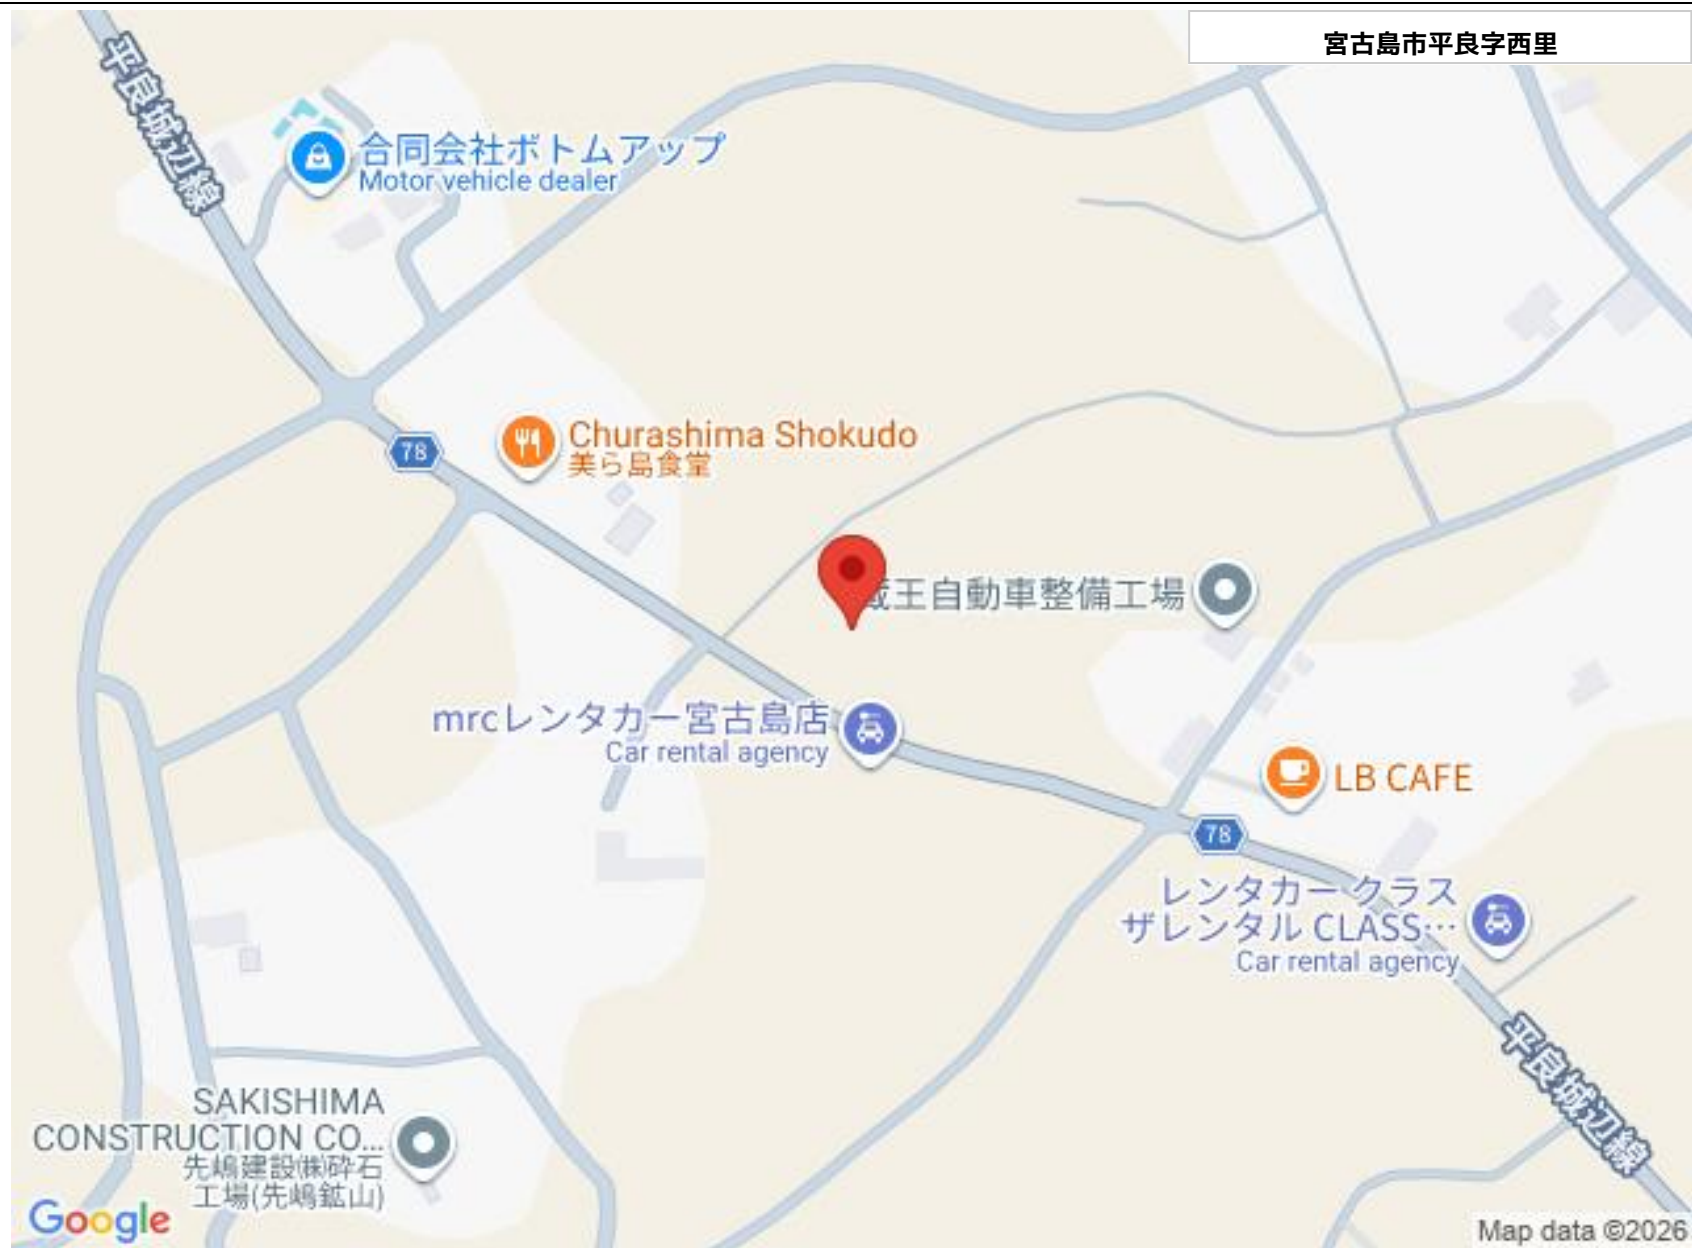 宮古島市平良字西里
平良城辺線
合同会社ボトムアップ
Motor vehicle dealer
78
Churashima Shokudo
美ら島食堂
蔵王自動車整備工場
mrcレンタカー宮古島店
Car rental agency
LB CAFE
78
レンタカー クラス
ザレンタル CLASS…
Car rental agency
平良城辺線
SAKISHIMA
CONSTRUCTION CO...
先嶋建設㈱砕石
工場(先嶋鉱山)
Google
Map data ©2026